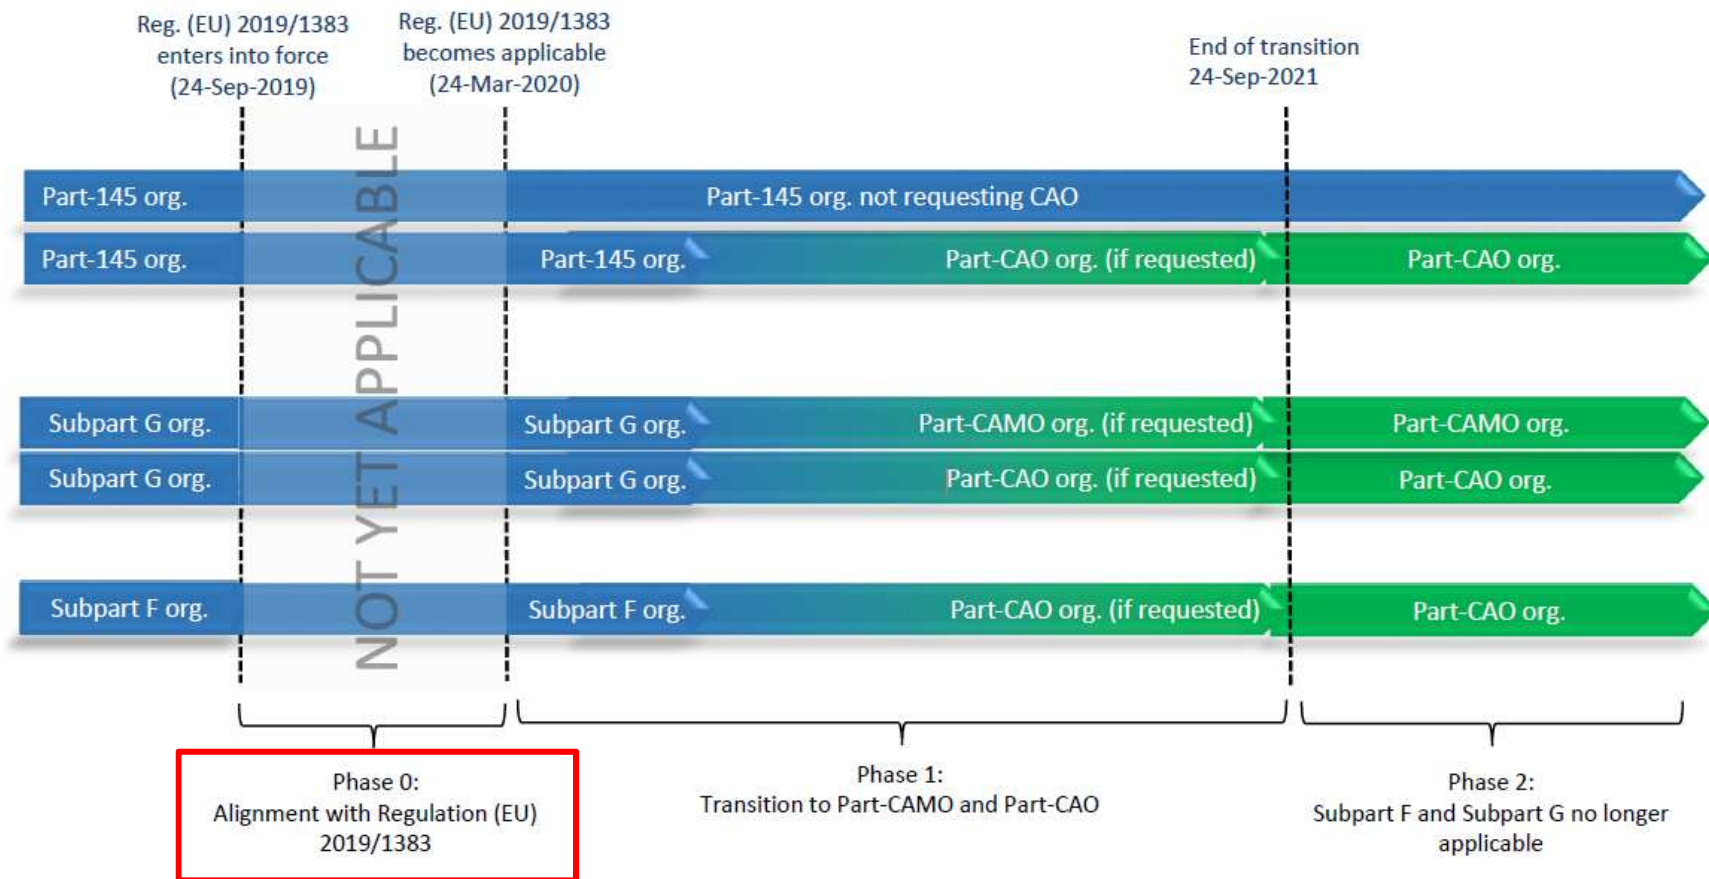 Reg. (EU) 2019/1383
enters into force
(24-Sep-2019)
Reg. (EU) 2019/1383
becomes applicable
(24-Mar-2020)
End of transition
24-Sep-2021
NOT YET APPLICABLE
Part-145 org.
Part-145 org. not requesting CAO
Part-145 org.
Part-145 org.
Part-CAO org. (if requested)
Part-CAO org.
Subpart G org.
Subpart G org.
Part-CAMO org. (if requested)
Part-CAMO org.
Subpart G org.
Subpart G org.
Part-CAO org. (if requested)
Part-CAO org.
Subpart F org.
Subpart F org.
Part-CAO org. (if requested)
Part-CAO org.
Phase 0:
Alignment with Regulation (EU)
2019/1383
Phase 1:
Transition to Part-CAMO and Part-CAO
Phase 2:
Subpart F and Subpart G no longer
applicable